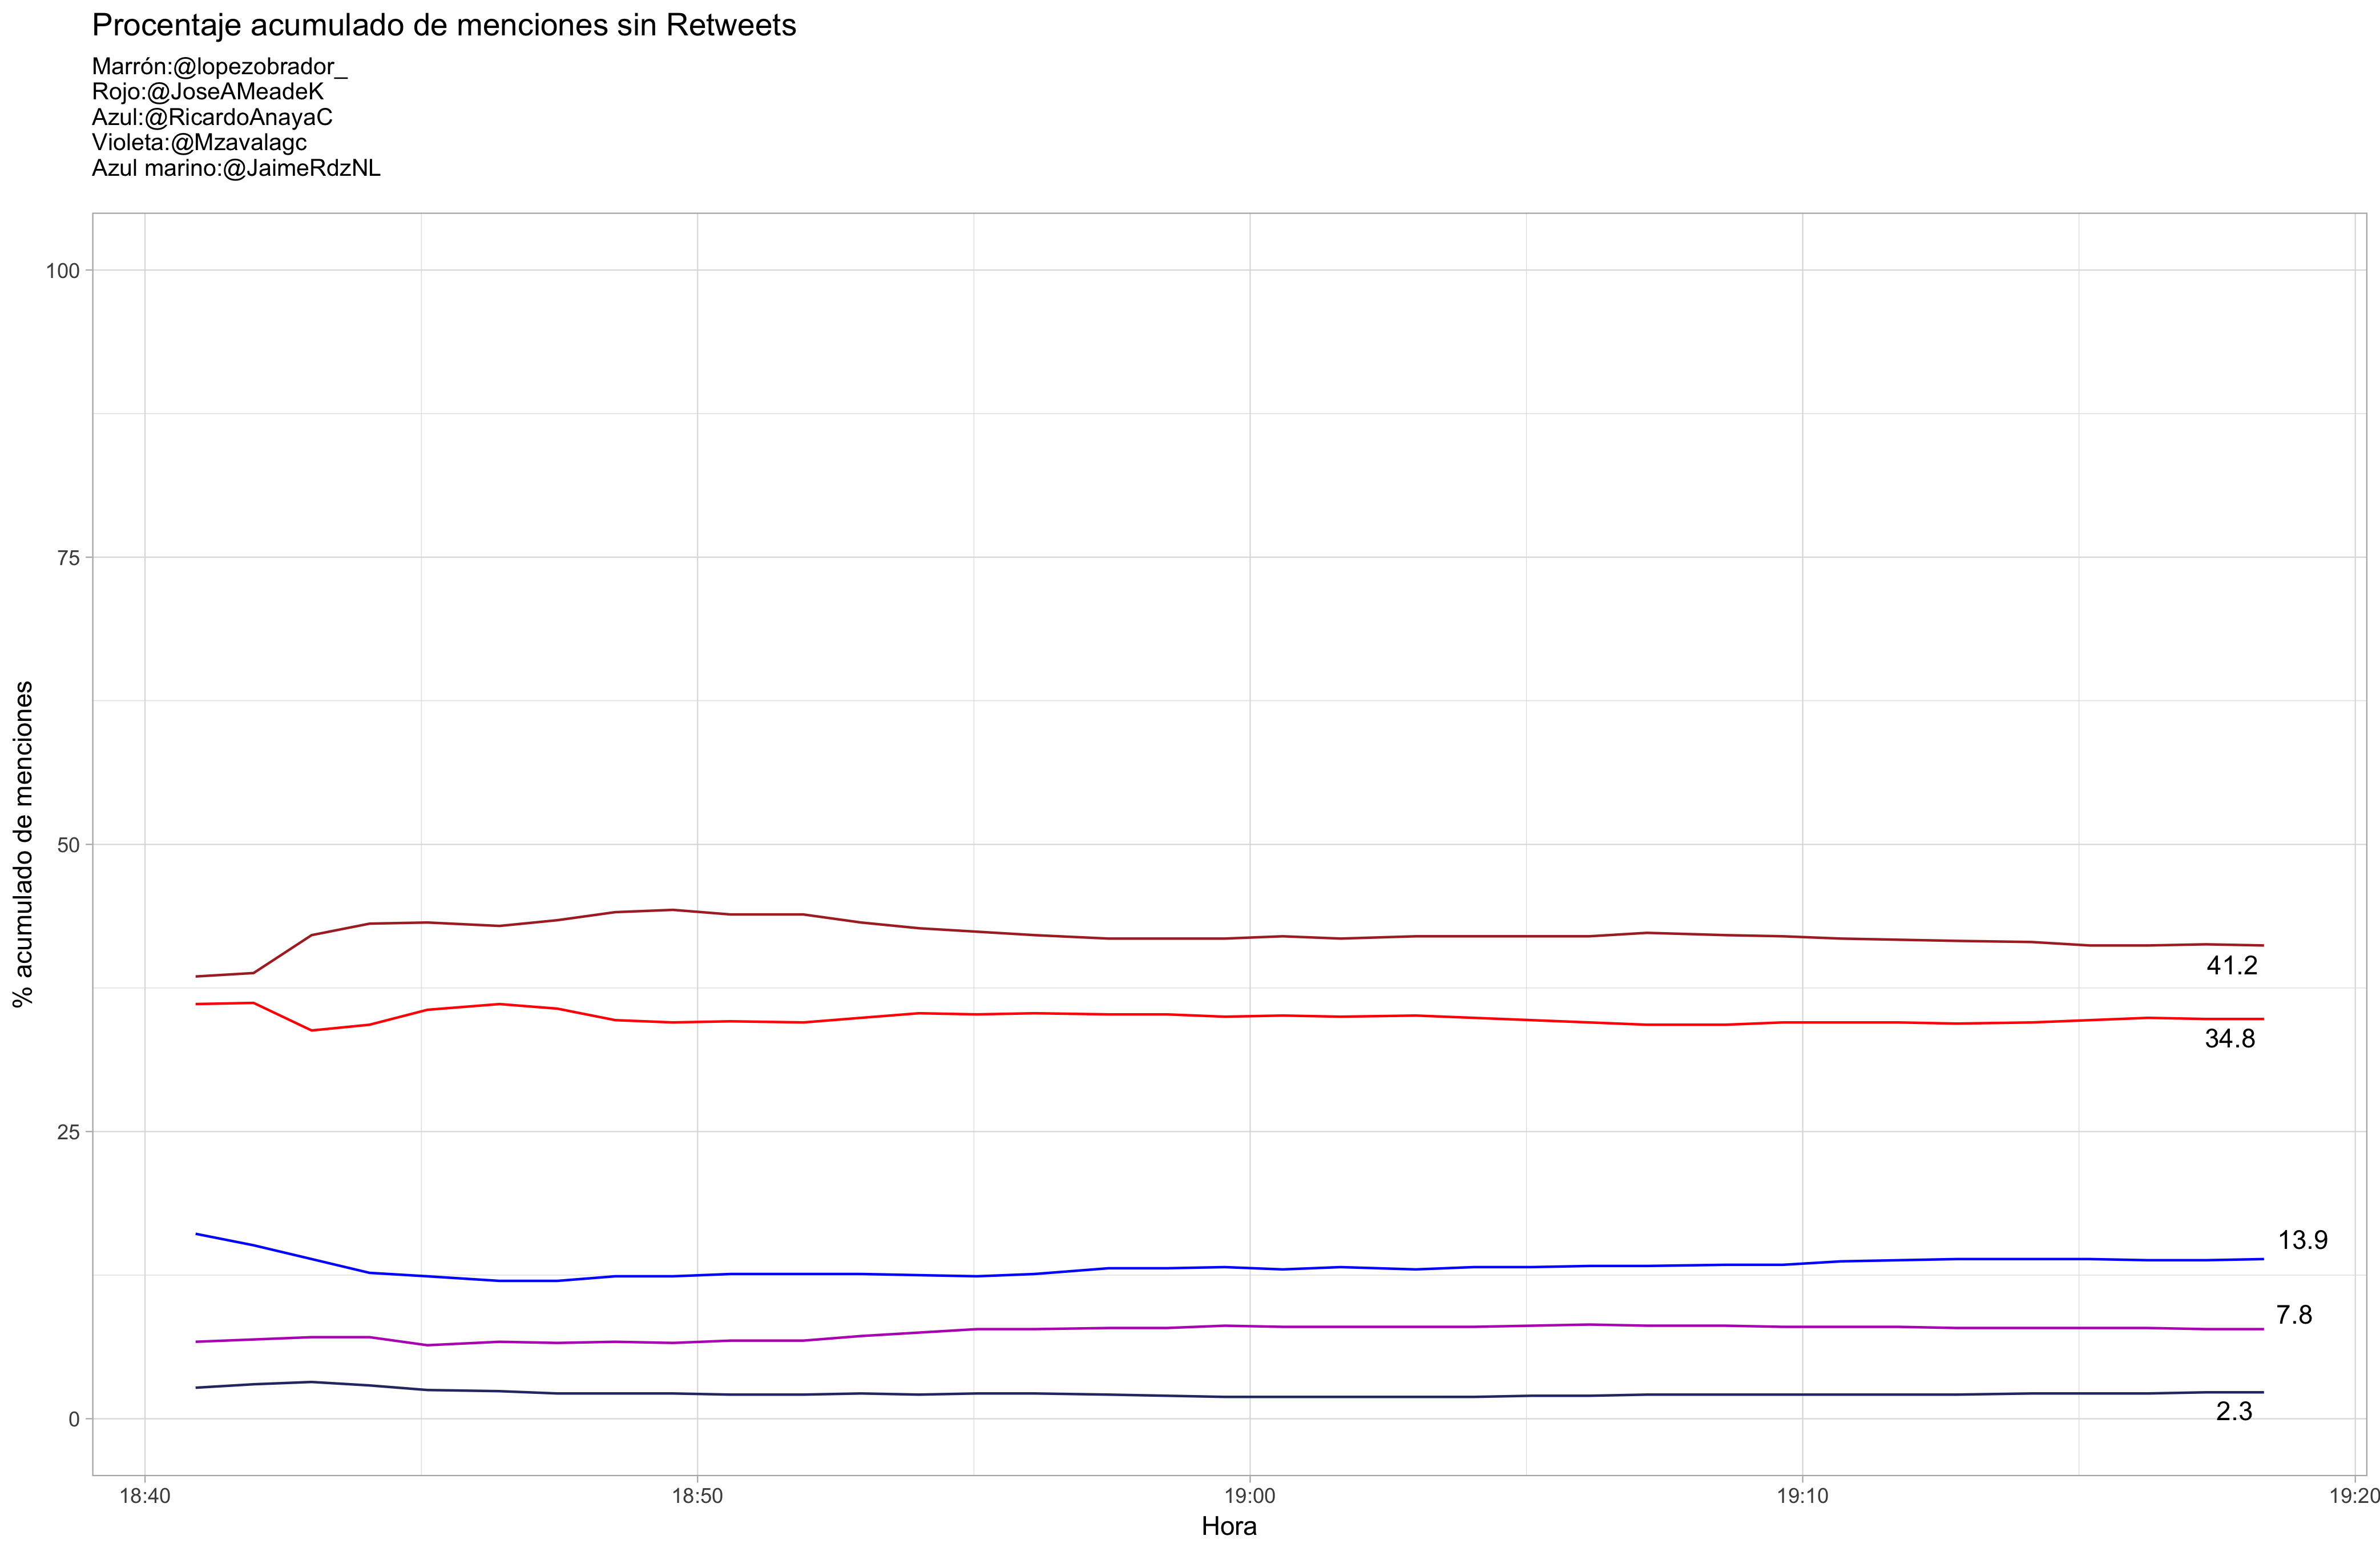 Procentaje acumulado de menciones sin Retweets
Marrón:@lopezobrador_
Rojo:@JoseAMeadeK
Azul:@RicardoAnayaC
Violeta:@Mzavalagc
Azul marino:@JaimeRdzNL
% acumulado de menciones
100
75
50
25
0
41.2
34.8
13.9
7.8
2.3
18:40
18:50
19:00
19:10
19:20
Hora